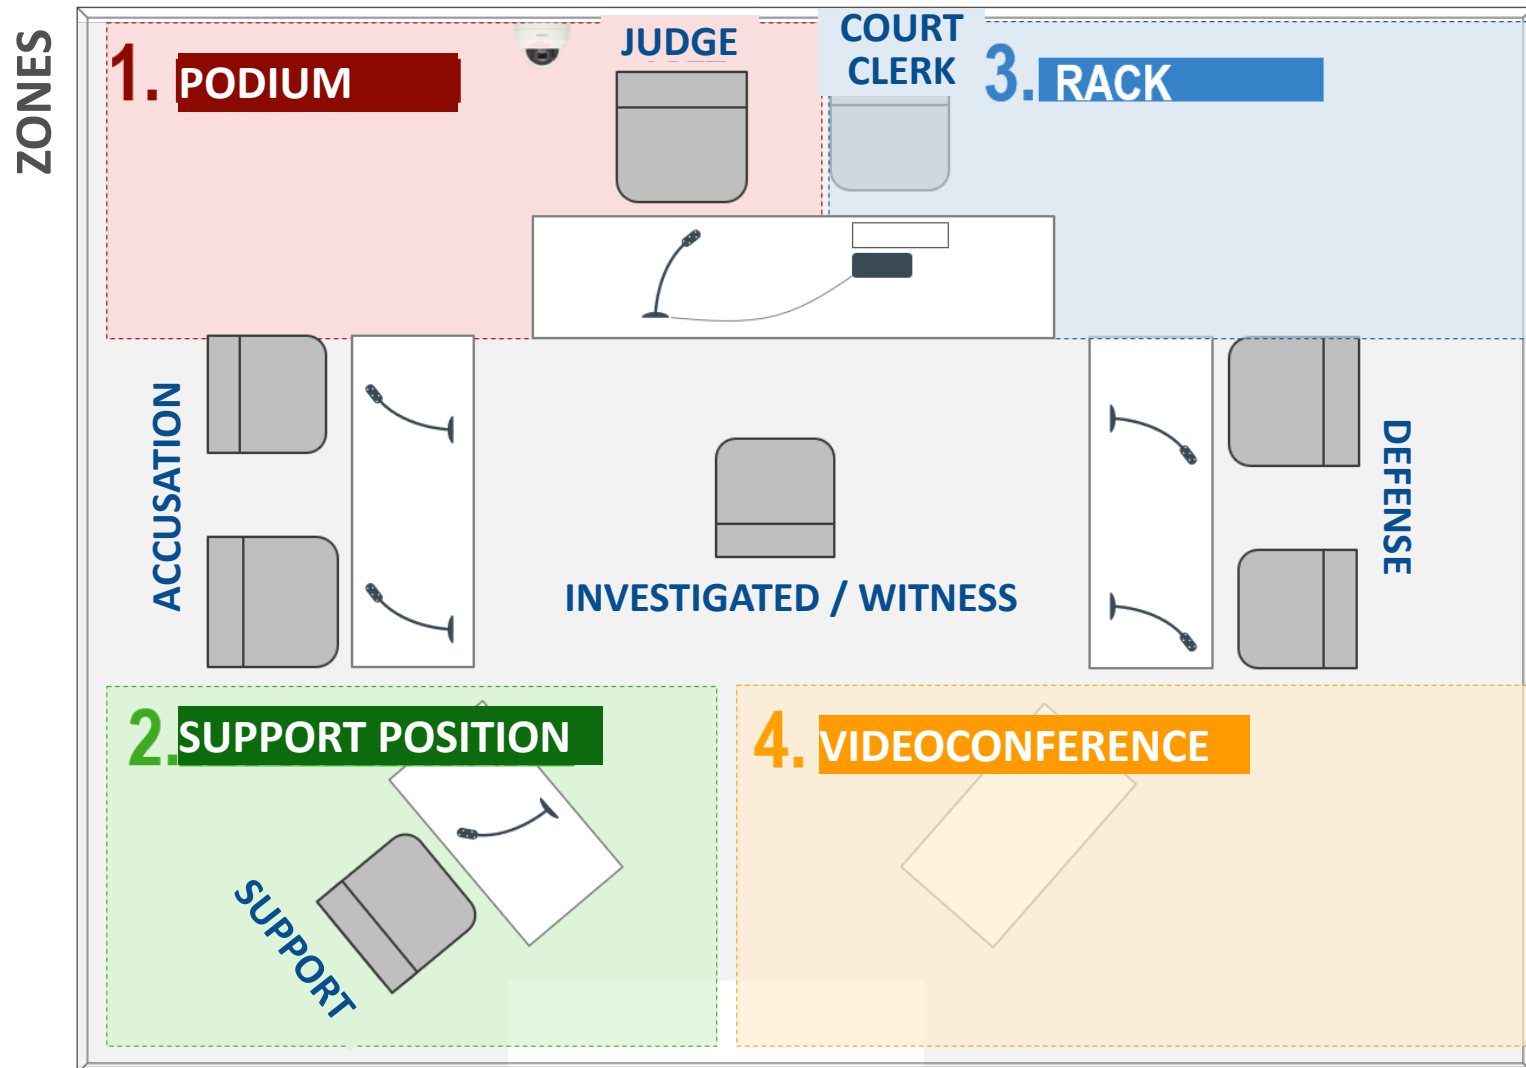 ZONES
1. PODIUM
JUDGE
COURT
CLERK
3. RACK
ACCUSATION
DEFENSE
INVESTIGATED / WITNESS
2. SUPPORT POSITION
4. VIDEOCONFERENCE
SUPPORT